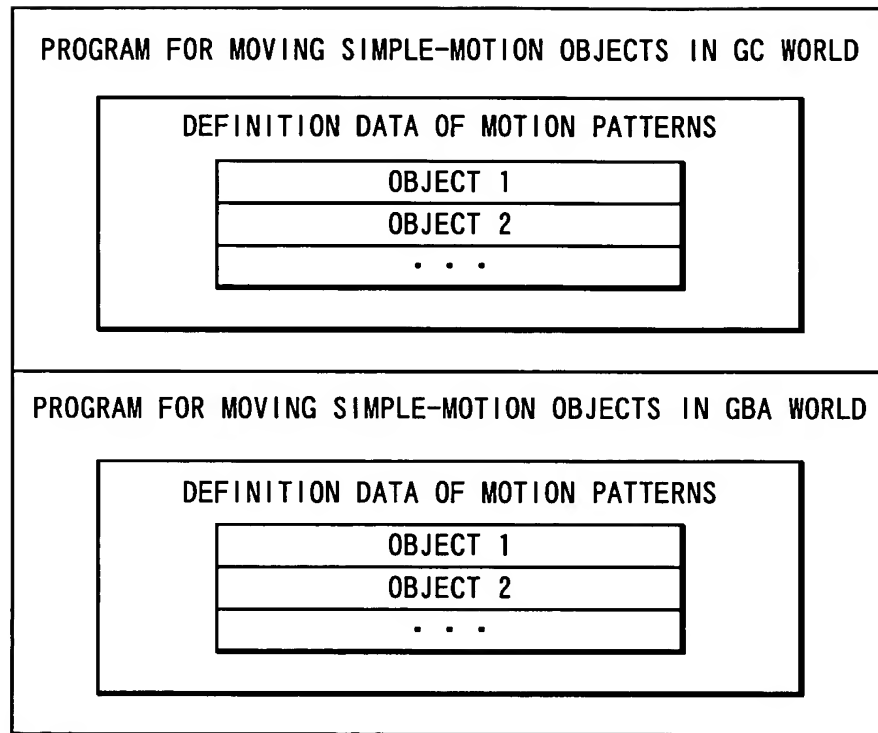 PROGRAM FOR MOVING SIMPLE-MOTION OBJECTS IN GC WORLD
DEFINITION DATA OF MOTION PATTERNS
OBJECT 1
OBJECT 2
. . .
PROGRAM FOR MOVING SIMPLE-MOTION OBJECTS IN GBA WORLD
DEFINITION DATA OF MOTION PATTERNS
OBJECT 1
OBJECT 2
. . .